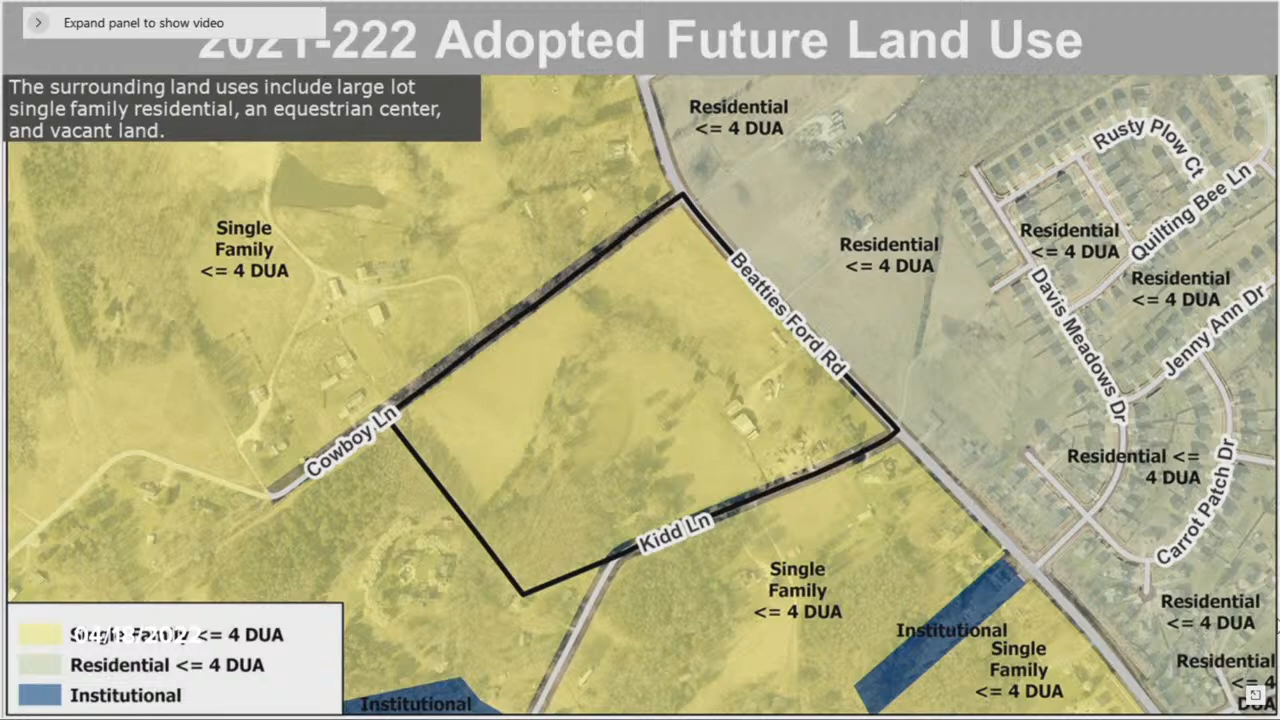 Expand panel to show video
2021-222 Adopted Future Land Use
The surrounding land uses include large lot
single family residential, an equestrian center,
and vacant land.
Residential
<= 4 DUA
Rusty Plow Ct
Quilting Bee Ln
Single
Family
<= 4 DUA
Residential
<= 4 DUA
Residential
<= 4 DUA
Residential
<= 4 DUA
Beatties Ford Rd
Davis Meadows Dr
Jenny Ann Dr
Cowboy Ln
Residential <=
4 DUA
Carrot Patch Dr
Kidd Ln
Single
Family
<= 4 DUA
Residential
<= 4 DUA
Institutional
Single
Family
<= 4 DUA
Residential
<= 4
DUA
Single Family <= 4 DUA
Residential <= 4 DUA
Institutional
Institutional